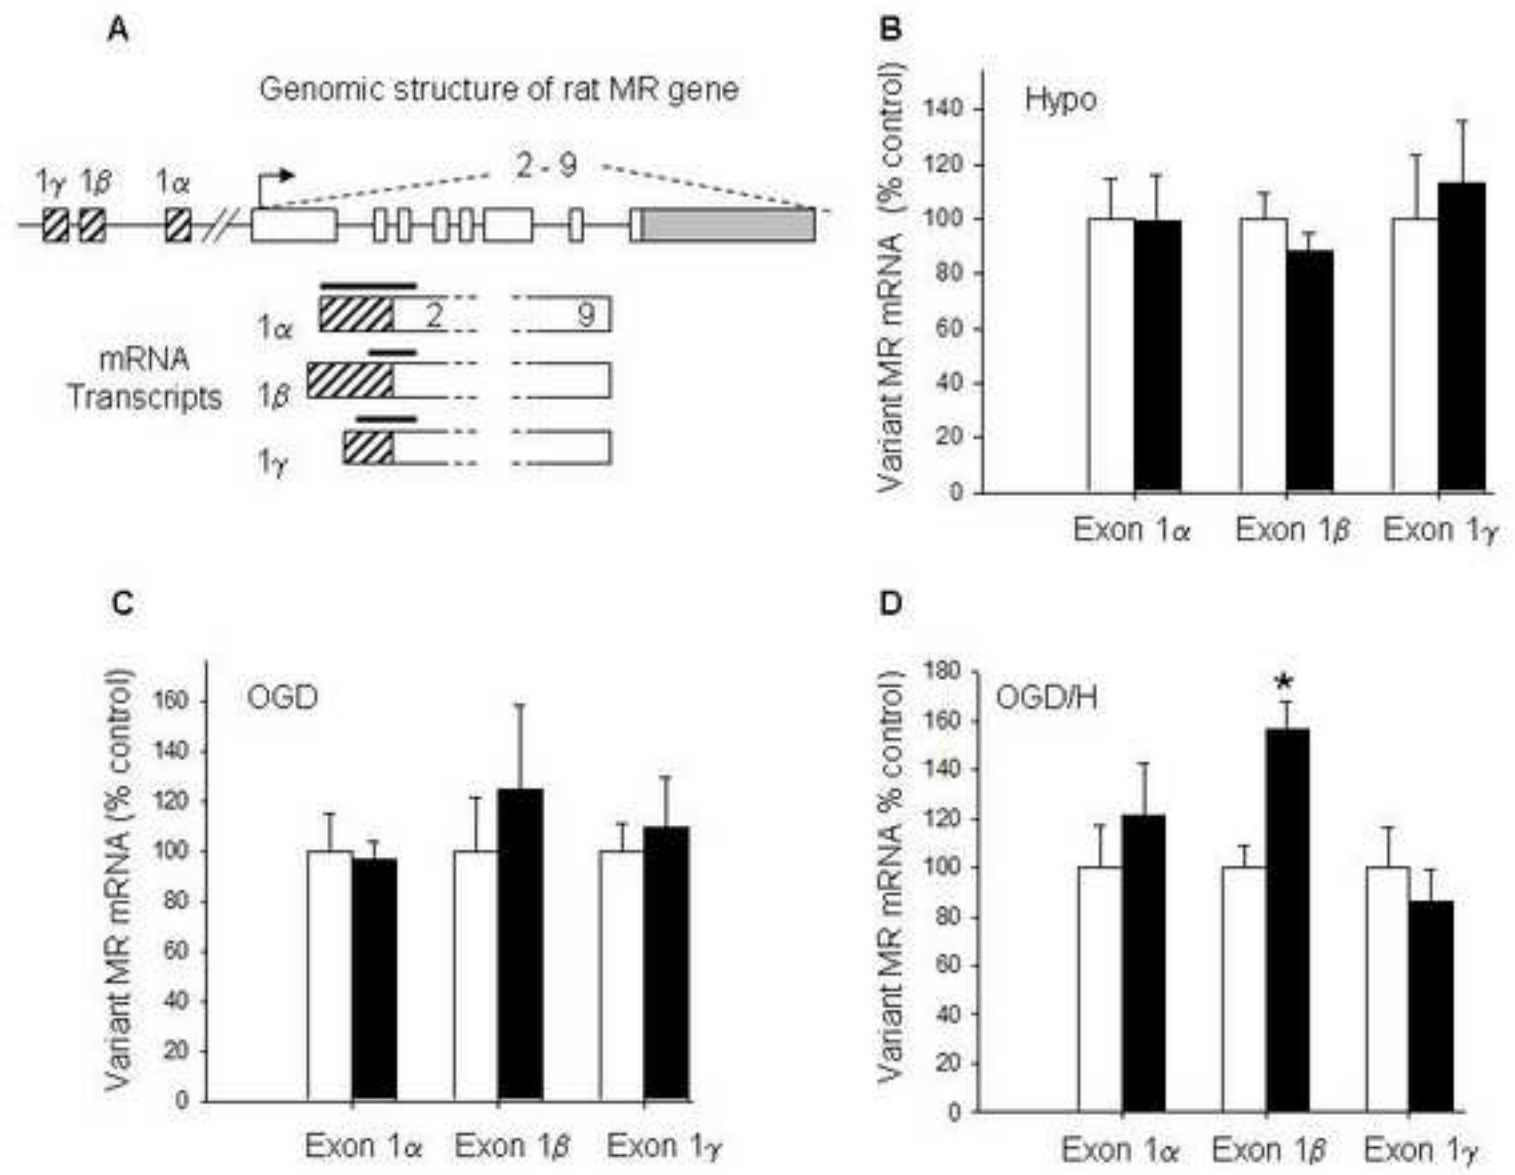 A
Genomic structure of rat MR gene
1γ 1β 1α
2 - 9
1α 2 9
mRNA
Transcripts
1β
1γ
B
Hypo
Variant MR mRNA (% control)
140
120
100
80
60
40
20
0
Exon 1α Exon 1β Exon 1γ
C
OGD
Variant MR mRNA (% control)
160
140
120
100
80
60
40
20
0
Exon 1α Exon 1β Exon 1γ
D
OGD/H
*
Variant MR mRNA % control)
180
160
140
120
100
80
60
40
20
0
Exon 1α Exon 1β Exon 1γ